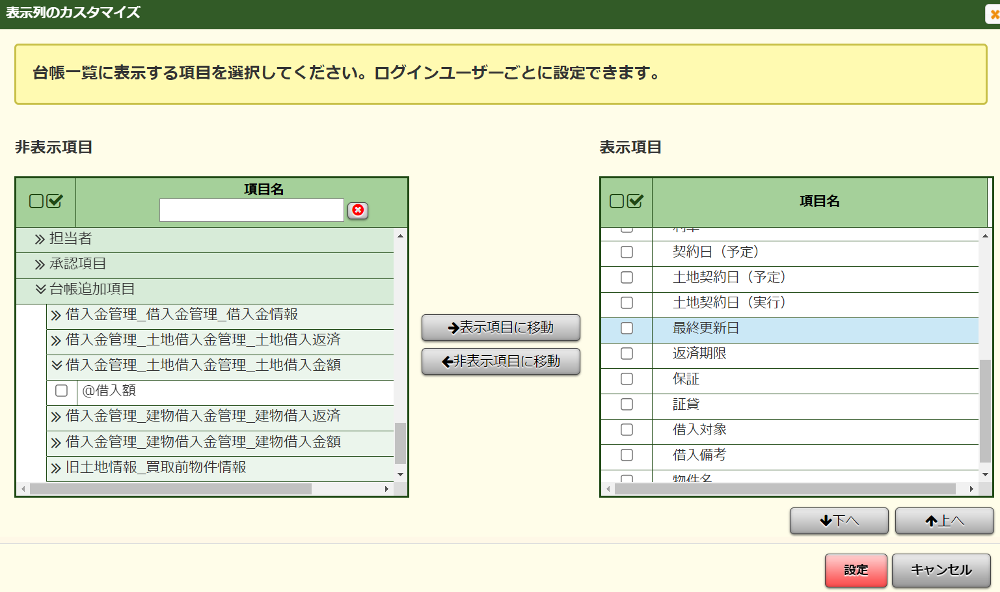 表示列のカスタマイズ
台帳一覧に表示する項目を選択してください。ログインユーザーごとに設定できます。
非表示項目
項目名
担当者
承認項目
台帳追加項目
借入金管理_借入金管理_借入金情報
借入金管理_土地借入金管理_土地借入返済
借入金管理_土地借入金管理_土地借入金額
@借入額
借入金管理_建物借入金管理_建物借入返済
借入金管理_建物借入金管理_建物借入金額
旧土地情報_買取前物件情報
表示項目に移動
非表示項目に移動
表示項目
項目名
利率
契約日（予定）
土地契約日（予定）
土地契約日（実行）
最終更新日
返済期限
保証
証貸
借入対象
借入備考
物件名
下へ
上へ
設定
キャンセル